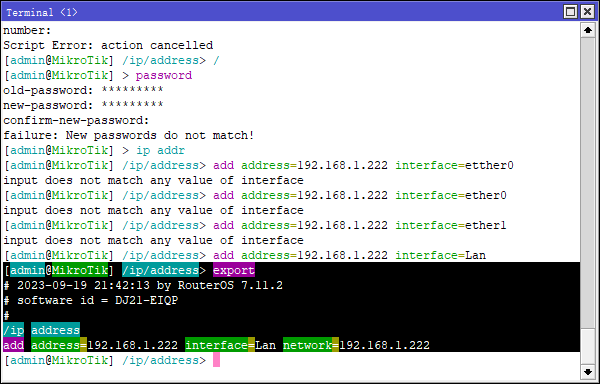 Terminal <1>
number:
Script Error: action cancelled
[admin@MikroTik] /ip/address> /
[admin@MikroTik] > password
old-password: *********
new-password: *********
confirm-new-password:
failure: New passwords do not match!
[admin@MikroTik] > ip addr
[admin@MikroTik] /ip/address> add address=192.168.1.222 interface=etther0
input does not match any value of interface
[admin@MikroTik] /ip/address> add address=192.168.1.222 interface=ether0
input does not match any value of interface
[admin@MikroTik] /ip/address> add address=192.168.1.222 interface=ether1
input does not match any value of interface
[admin@MikroTik] /ip/address> add address=192.168.1.222 interface=Lan
[admin@MikroTik] /ip/address> export
# 2023-09-19 21:42:13 by RouterOS 7.11.2
# software id = DJ21-EIQP
#
/ip address
add address=192.168.1.222 interface=Lan network=192.168.1.222
[admin@MikroTik] /ip/address>